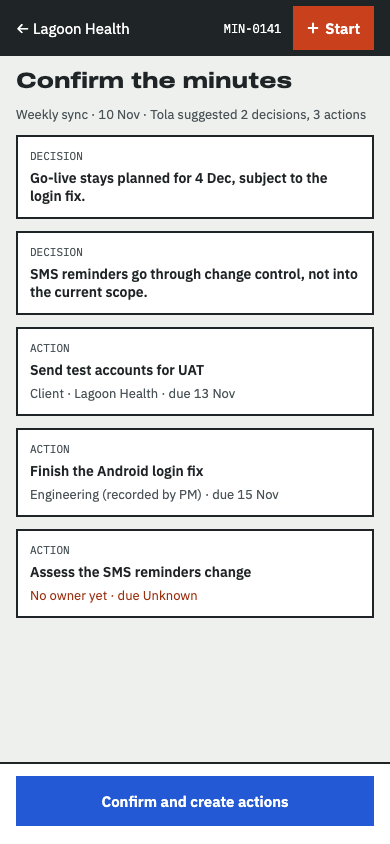 ← Lagoon Health
MIN-0141
+ Start
Confirm the minutes
Weekly sync · 10 Nov · Tola suggested 2 decisions, 3 actions
DECISION
Go-live stays planned for 4 Dec, subject to the
login fix.
DECISION
SMS reminders go through change control, not into
the current scope.
ACTION
Send test accounts for UAT
Client · Lagoon Health · due 13 Nov
ACTION
Finish the Android login fix
Engineering (recorded by PM) · due 15 Nov
ACTION
Assess the SMS reminders change
No owner yet · due Unknown
Confirm and create actions